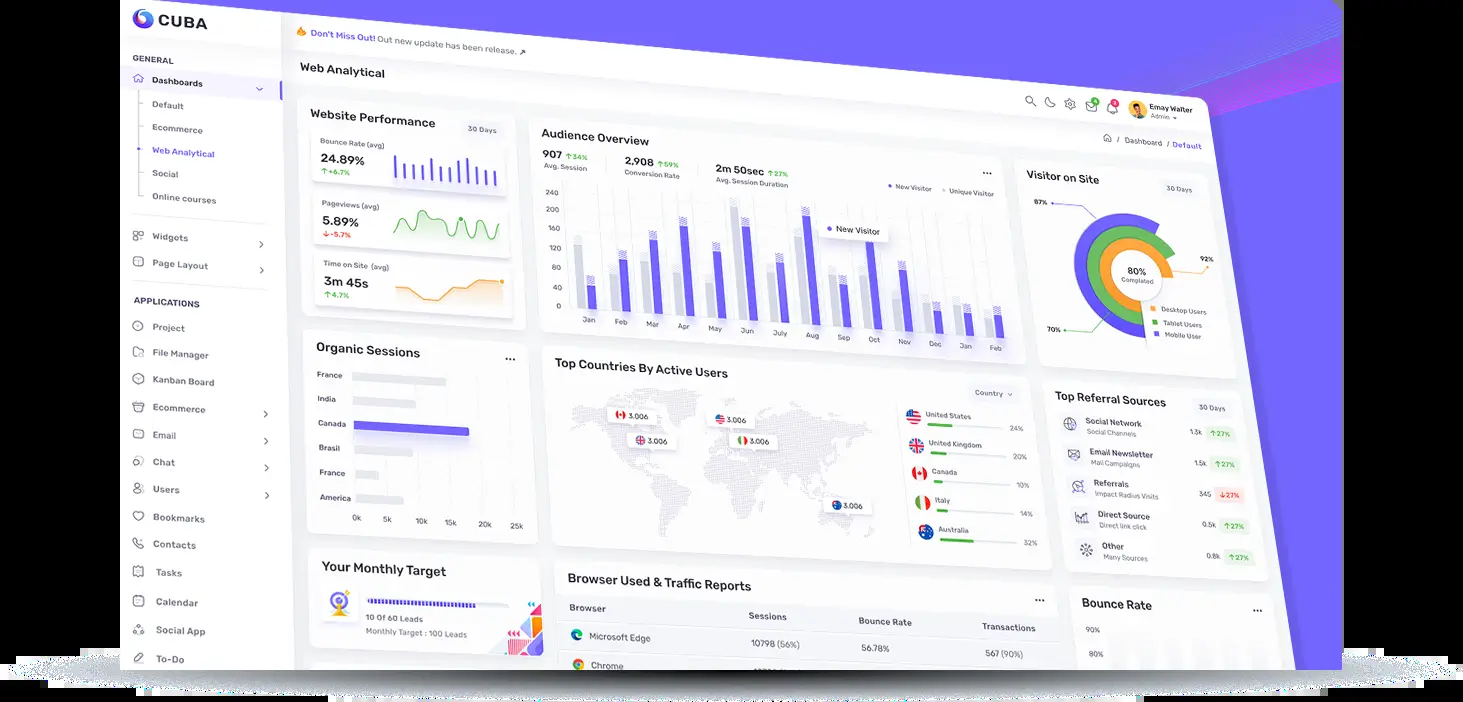 CUBA
GENERAL
Dashboards
Default
Ecommerce
Web Analytical
Social
Online courses
Widgets
Page Layout
APPLICATIONS
Project
File Manager
Kanban Board
Ecommerce
Email
Chat
Users
Bookmarks
Contacts
Tasks
Calendar
Social App
To-Do
Don't Miss Out! Out new update has been release.
Web Analytical
4
3
Emay Walter
Admin
/ Dashboard / Default
Website Performance
30 Days
Bounce Rate (avg)
24.89%
+6.7%
Pageviews (avg)
5.89%
-5.7%
Time on Site (avg)
3m 45s
4.7%
Audience Overview
907 34%
Avg. Session
2,908 59%
Conversion Rate
2m 50sec 27%
Avg. Session Duration
New Visitor Unique Visitor
240
200
160
120
80
40
0
New Visitor
Jan Feb Mar Apr May Jun July Aug Sep Oct Nov Dec Jan Feb
Visitor on Site
30 Days
87%
92%
80%
Complated
70%
Desktop Users
Tablet Users
Mobile User
Organic Sessions
France
India
Canada
Brasil
France
America
0k 5k 10k 15k 20k 25k
Top Countries By Active Users
Country
3.006
3.006
3.006
3.006
3.006
United States
24%
United Kingdom
20%
Canada
10%
Italy
14%
Australia
32%
Top Referral Sources
30 Days
Social Network
Social Channels
1.3k 27%
Email Newsletter
Mail Campaigns
1.5k 27%
Referrals
Impact Radius Visits
345 27%
Direct Source
Direct link click
0.5k 27%
Other
Many Sources
0.8k 27%
Your Monthly Target
10 Of 60 Leads
Monthly Target : 100 Leads
Browser Used & Traffic Reports
Browser Sessions Bounce Rate Transactions
Microsoft Edge 10798 (56%) 56.78% 567 (90%)
Chrome
Bounce Rate
90%
80%